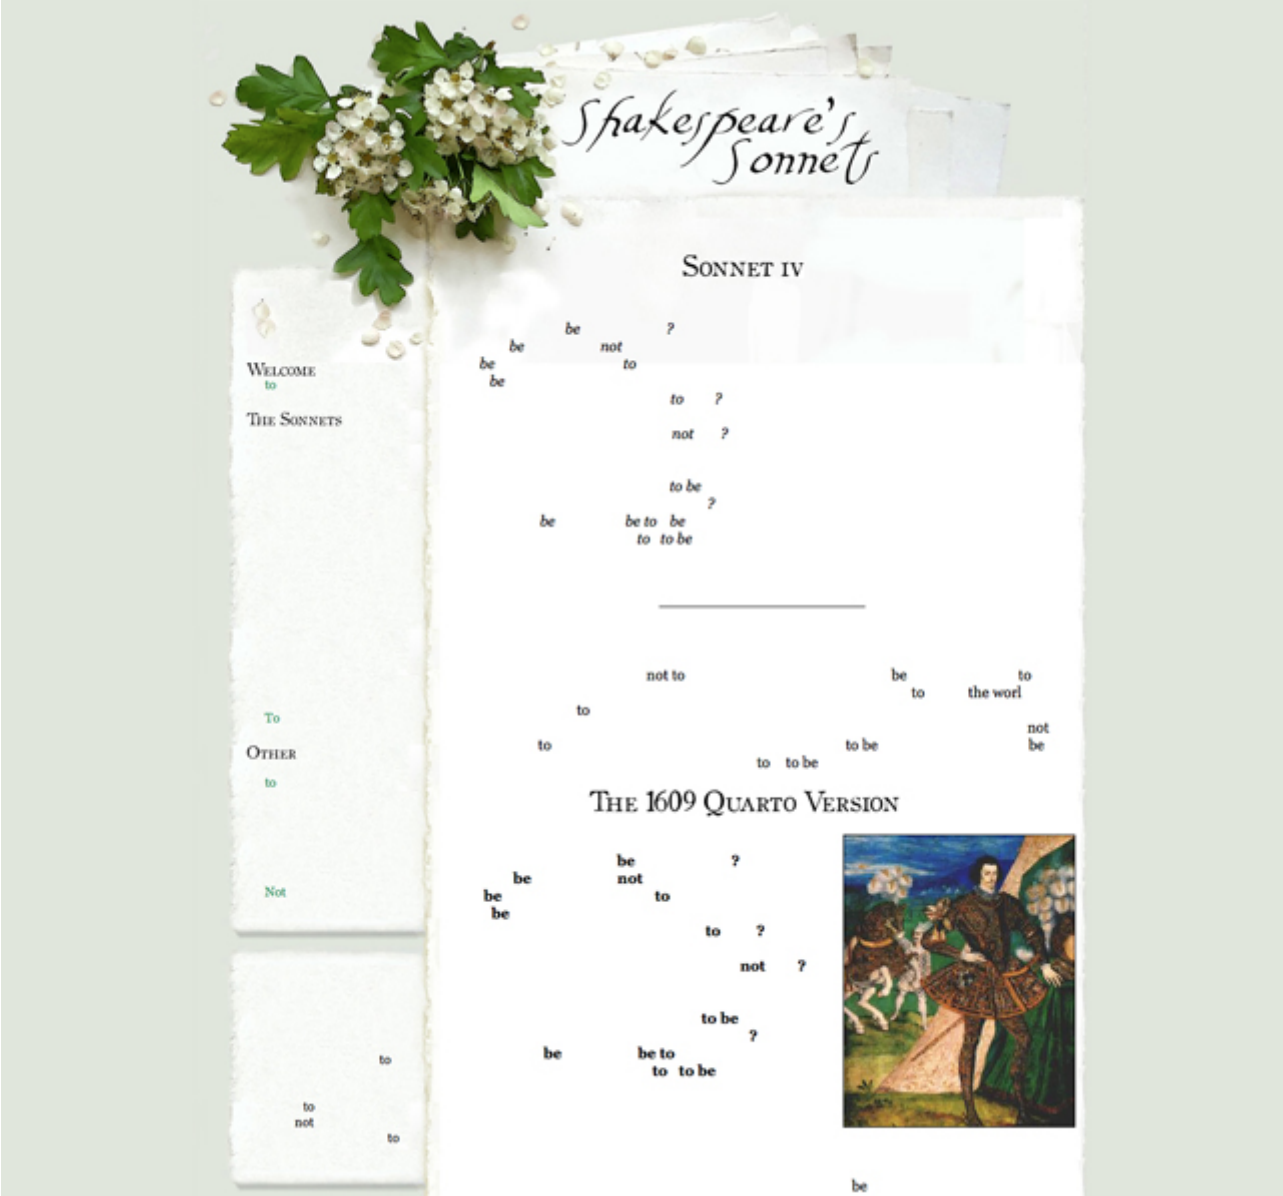 Shakespeare's
Sonnets
Welcome
to
The Sonnets
To
Other
to
Not
to
to
not
to
Sonnet IV
be ?
be not
be to
be
to ?
not ?
to be
?
be be to be
to to be
not to be to
to the worl
to
not
to to be be
to to be
The 1609 Quarto Version
be ?
be not
be to
be
to ?
not ?
to be
?
be be to
to to be
be